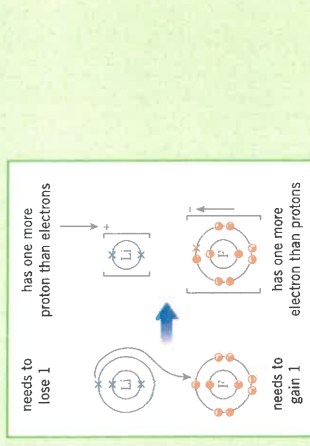 needs to
lose 1
has one more
proton than electrons
Li
Li
+
F
F
−
needs to
gain 1
has one more
electron than protons